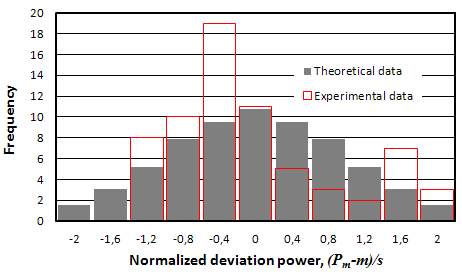 20
18
16
14
12
10
8
6
4
2
0
Frequency
Theoretical data
Experimental data
-2 -1,6 -1,2 -0,8 -0,4 0 0,4 0,8 1,2 1,6 2
Normalized deviation power, (Pm-m)/s